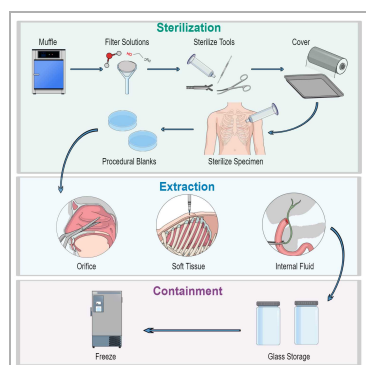 Sterilization
Muffle
Filter Solutions
Sterilize Tools
Cover
Procedural Blanks
Sterilize Specimen
Extraction
Orifice
Soft Tissue
Internal Fluid
Containment
Freeze
Glass Storage